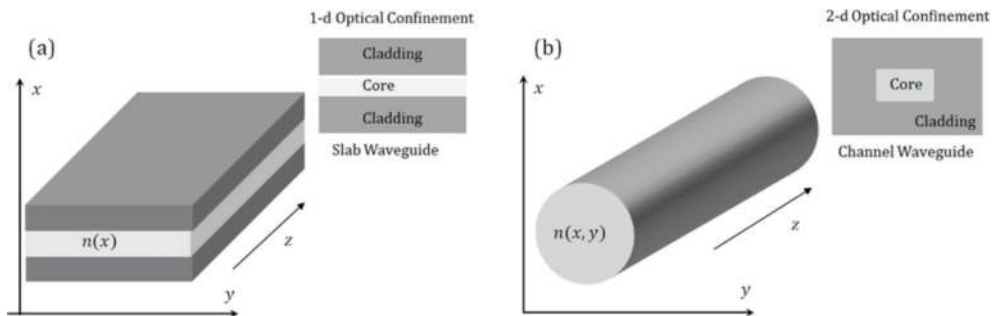 1-d Optical Confinement
(a)
Cladding
Core
Cladding
Slab Waveguide
x
n(x)
z
y
2-d Optical Confinement
(b)
Core
Cladding
Channel Waveguide
x
n(x, y)
z
y